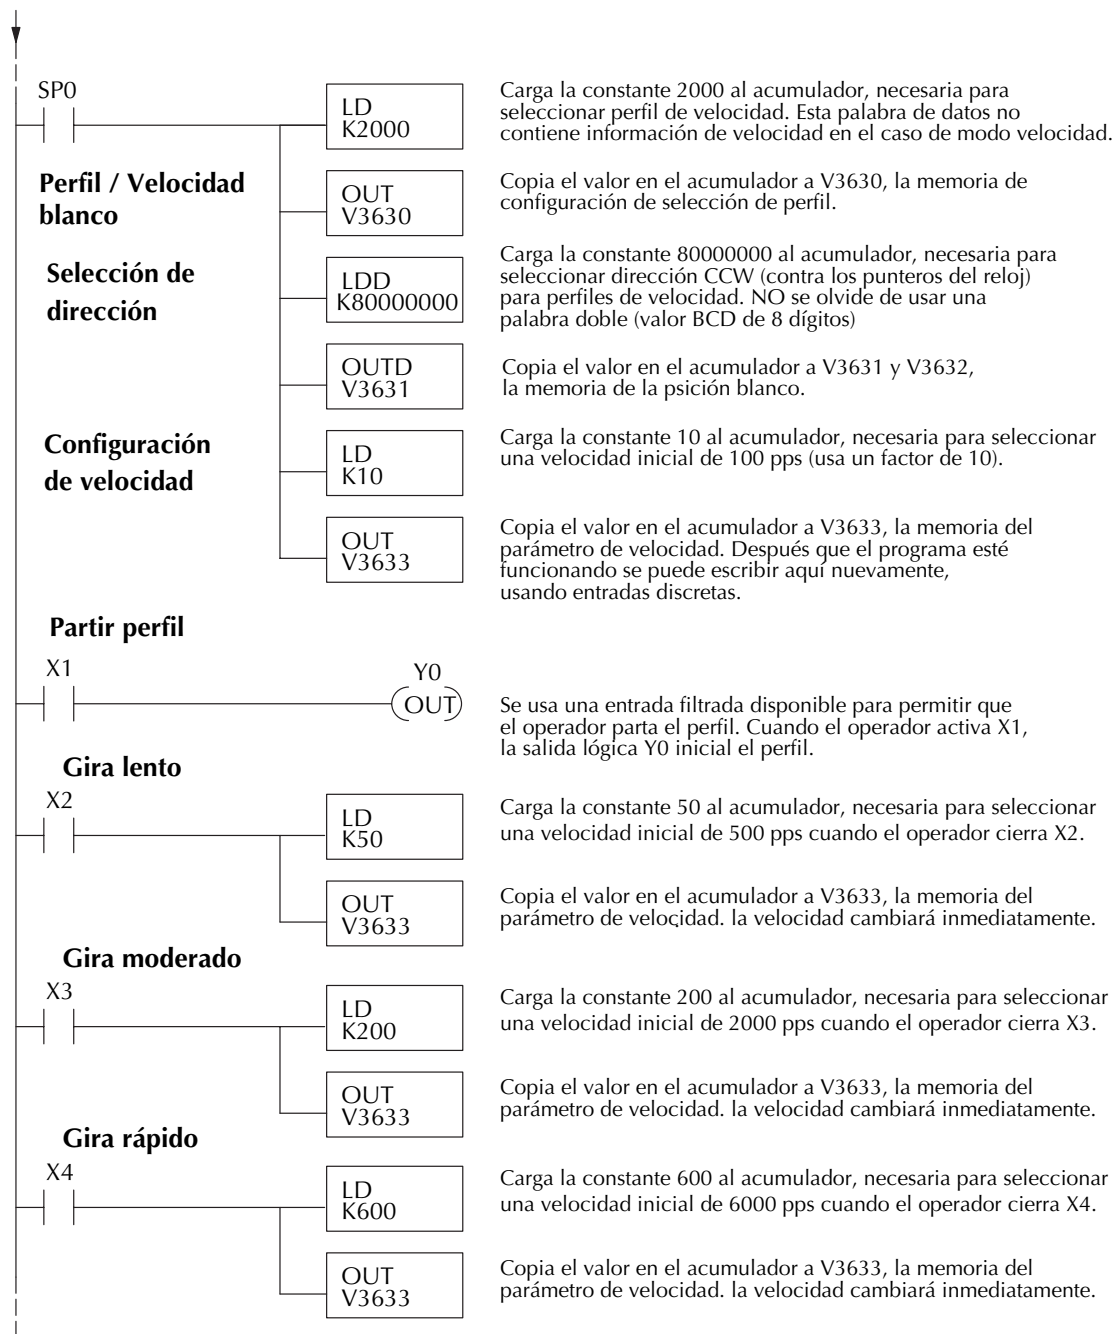 SP0
LD
K2000
Carga la constante 2000 al acumulador, necesaria para
seleccionar perfil de velocidad. Esta palabra de datos no
contiene información de velocidad en el caso de modo velocidad.
Perfil / Velocidad
blanco
OUT
V3630
Copia el valor en el acumulador a V3630, la memoria de
configuración de selección de perfil.
Selección de
dirección
LDD
K80000000
Carga la constante 80000000 al acumulador, necesaria para
seleccionar dirección CCW (contra los punteros del reloj)
para perfiles de velocidad. NO se olvide de usar una
palabra doble (valor BCD de 8 dígitos)
OUTD
V3631
Copia el valor en el acumulador a V3631 y V3632,
la memoria de la psición blanco.
Configuración
de velocidad
LD
K10
Carga la constante 10 al acumulador, necesaria para seleccionar
una velocidad inicial de 100 pps (usa un factor de 10).
OUT
V3633
Copia el valor en el acumulador a V3633, la memoria del
parámetro de velocidad. Después que el programa esté
funcionando se puede escribir aquí nuevamente,
usando entradas discretas.
Partir perfil
X1
Y0
OUT
Se usa una entrada filtrada disponible para permitir que
el operador parta el perfil. Cuando el operador activa X1,
la salida lógica Y0 inicial el perfil.
Gira lento
X2
LD
K50
Carga la constante 50 al acumulador, necesaria para seleccionar
una velocidad inicial de 500 pps cuando el operador cierra X2.
OUT
V3633
Copia el valor en el acumulador a V3633, la memoria del
parámetro de velocidad. la velocidad cambiará inmediatamente.
Gira moderado
X3
LD
K200
Carga la constante 200 al acumulador, necesaria para seleccionar
una velocidad inicial de 2000 pps cuando el operador cierra X3.
OUT
V3633
Copia el valor en el acumulador a V3633, la memoria del
parámetro de velocidad. la velocidad cambiará inmediatamente.
Gira rápido
X4
LD
K600
Carga la constante 600 al acumulador, necesaria para seleccionar
una velocidad inicial de 6000 pps cuando el operador cierra X4.
OUT
V3633
Copia el valor en el acumulador a V3633, la memoria del
parámetro de velocidad. la velocidad cambiará inmediatamente.